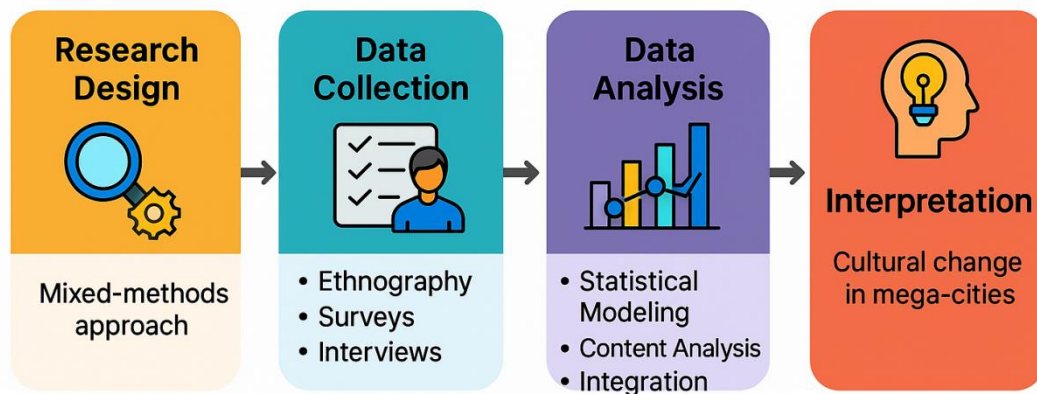 Research
Design
Mixed-methods
approach
Data
Collection
• Ethnography
• Surveys
• Interviews
Data
Analysis
• Statistical
Modeling
• Content Analysis
• Integration
Interpretation
Cultural change
in mega-cities